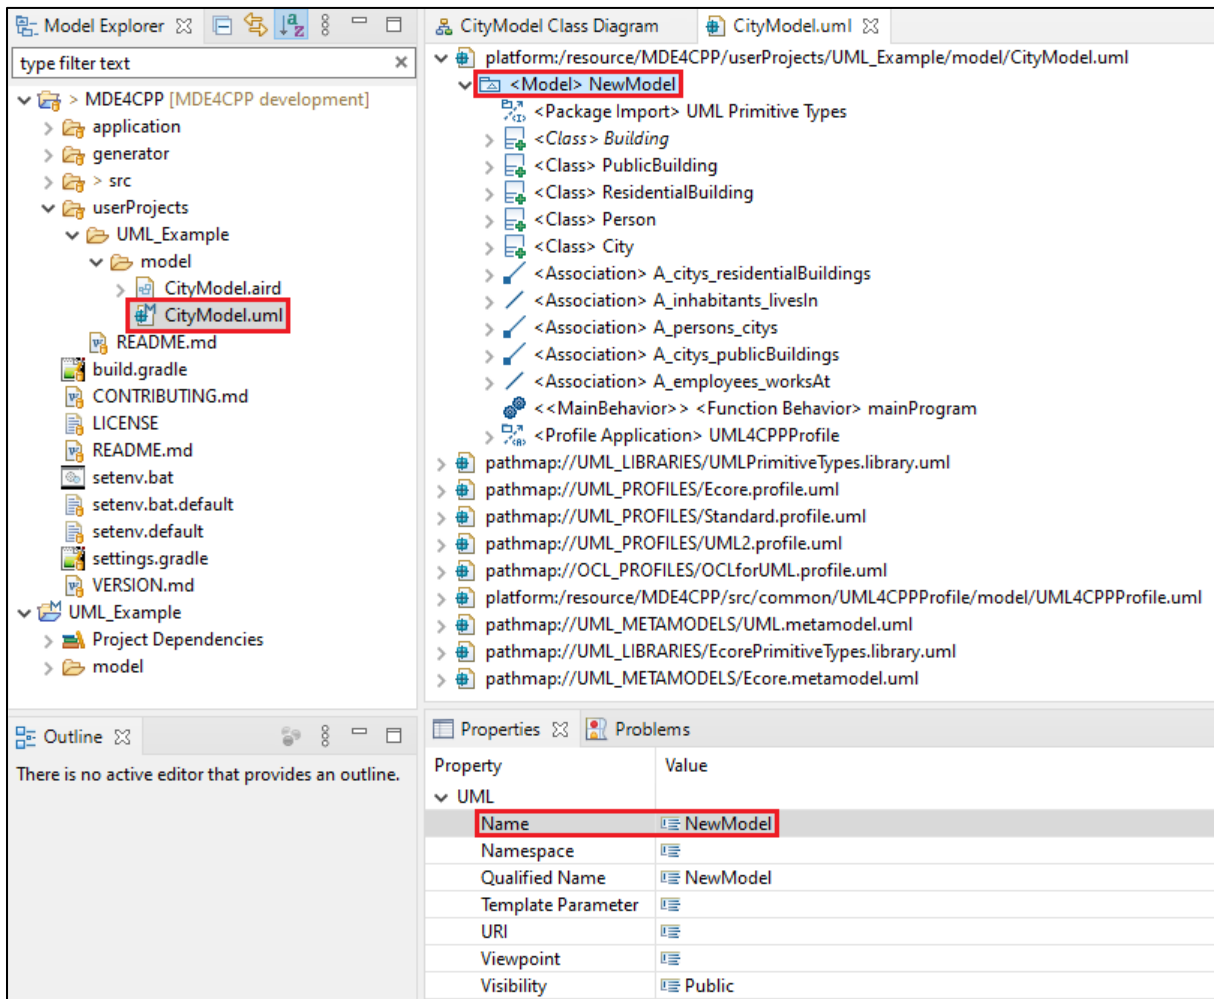 Model Explorer
type filter text
> MDE4CPP [MDE4CPP development]
application
generator
> src
userProjects
UML_Example
model
CityModel.aird
CityModel.uml
README.md
build.gradle
CONTRIBUTING.md
LICENSE
README.md
setenv.bat
setenv.bat.default
setenv.default
settings.gradle
VERSION.md
UML_Example
Project Dependencies
model
CityModel Class Diagram
CityModel.uml
platform:/resource/MDE4CPP/userProjects/UML_Example/model/CityModel.uml
<Model> NewModel
<Package Import> UML Primitive Types
<Class> Building
<Class> PublicBuilding
<Class> ResidentialBuilding
<Class> Person
<Class> City
<Association> A_citys_residentialBuildings
<Association> A_inhabitants_livesIn
<Association> A_persons_citys
<Association> A_citys_publicBuildings
<Association> A_employees_worksAt
<<MainBehavior>> <Function Behavior> mainProgram
<Profile Application> UML4CPPProfile
pathmap://UML_LIBRARIES/UMLPrimitiveTypes.library.uml
pathmap://UML_PROFILES/Ecore.profile.uml
pathmap://UML_PROFILES/Standard.profile.uml
pathmap://UML_PROFILES/UML2.profile.uml
pathmap://OCL_PROFILES/OCLforUML.profile.uml
platform:/resource/MDE4CPP/src/common/UML4CPPProfile/model/UML4CPPProfile.uml
pathmap://UML_METAMODELS/UML.metamodel.uml
pathmap://UML_LIBRARIES/EcorePrimitiveTypes.library.uml
pathmap://UML_METAMODELS/Ecore.metamodel.uml
Outline
There is no active editor that provides an outline.
Properties
Problems
Property Value
UML
Name NewModel
Namespace
Qualified Name NewModel
Template Parameter
URI
Viewpoint
Visibility Public